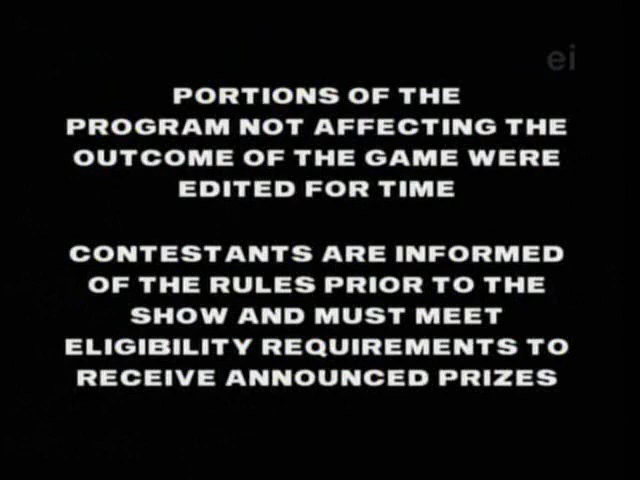 ei
PORTIONS OF THE
PROGRAM NOT AFFECTING THE
OUTCOME OF THE GAME WERE
EDITED FOR TIME
CONTESTANTS ARE INFORMED
OF THE RULES PRIOR TO THE
SHOW AND MUST MEET
ELIGIBILITY REQUIREMENTS TO
RECEIVE ANNOUNCED PRIZES